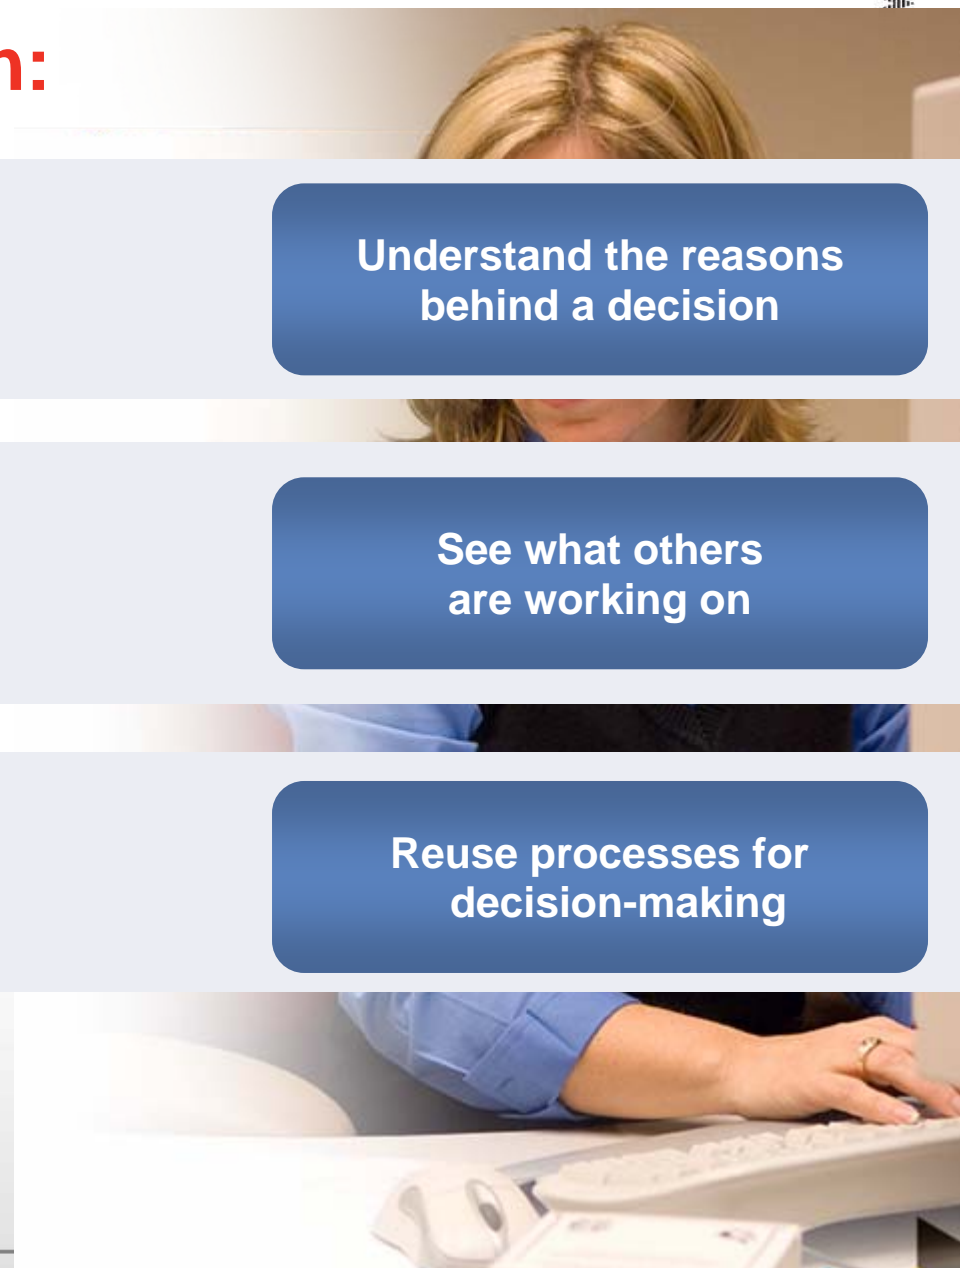 n:
Understand the reasons
behind a decision
See what others
are working on
Reuse processes for
decision-making